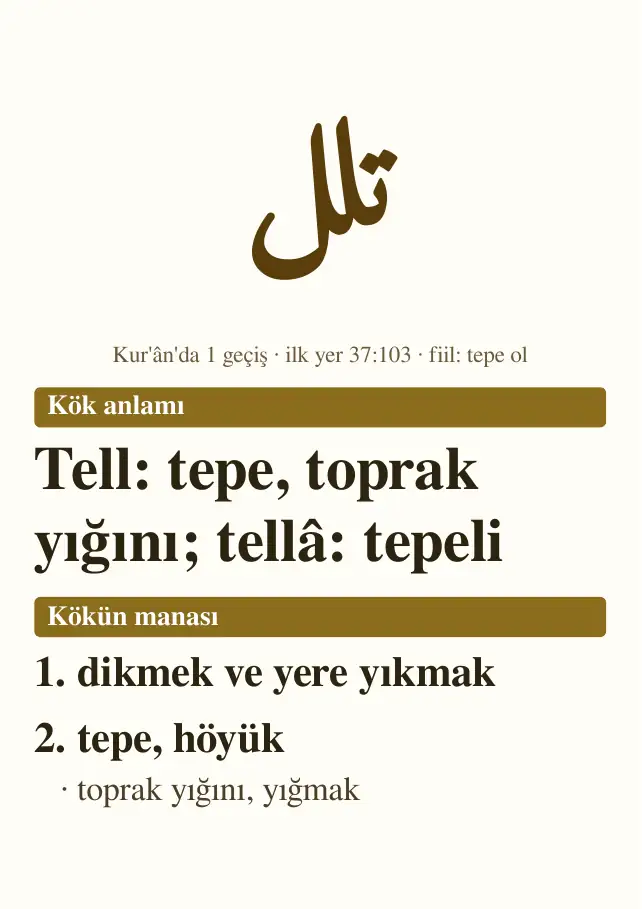 تلل
Kur'ân'da 1 geçiş · ilk yer 37:103 · fiil: tepe ol
Kök anlamı
Tell: tepe, toprak
yığını; tellâ: tepeli
Kökün manası
1. dikmek ve yere yıkmak
2. tepe, höyük
· toprak yığını, yığmak